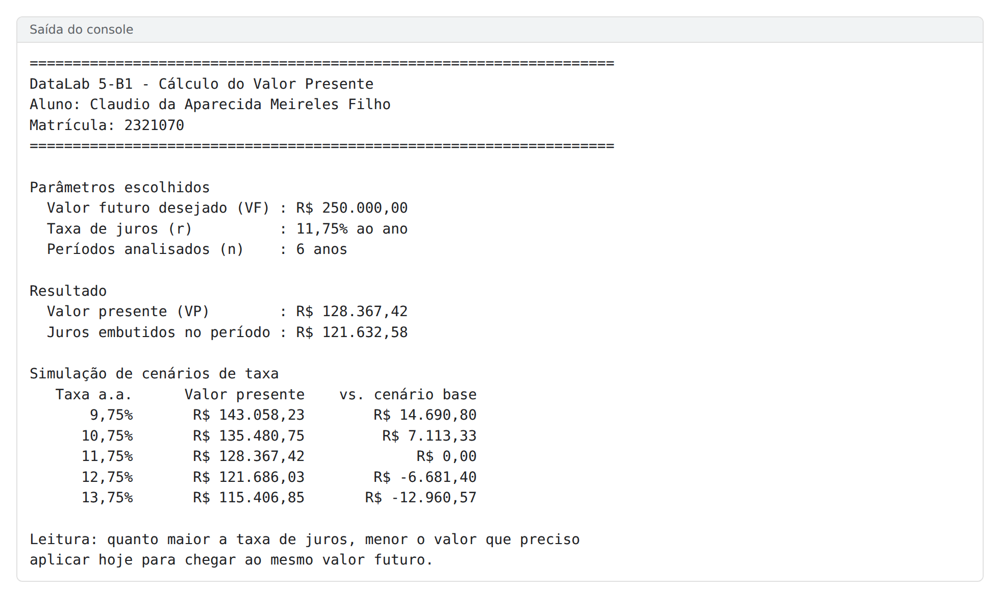 Saída do console
====================================================================
DataLab 5-B1 - Cálculo do Valor Presente
Aluno: Claudio da Aparecida Meireles Filho
Matrícula: 2321070
====================================================================
Parâmetros escolhidos
  Valor futuro desejado (VF) : R$ 250.000,00
  Taxa de juros (r)          : 11,75% ao ano
  Períodos analisados (n)    : 6 anos
Resultado
  Valor presente (VP)        : R$ 128.367,42
  Juros embutidos no período : R$ 121.632,58
Simulação de cenários de taxa
   Taxa a.a.      Valor presente    vs. cenário base
       9,75%       R$ 143.058,23        R$ 14.690,80
      10,75%       R$ 135.480,75         R$ 7.113,33
      11,75%       R$ 128.367,42             R$ 0,00
      12,75%       R$ 121.686,03        R$ -6.681,40
      13,75%       R$ 115.406,85       R$ -12.960,57
Leitura: quanto maior a taxa de juros, menor o valor que preciso
aplicar hoje para chegar ao mesmo valor futuro.